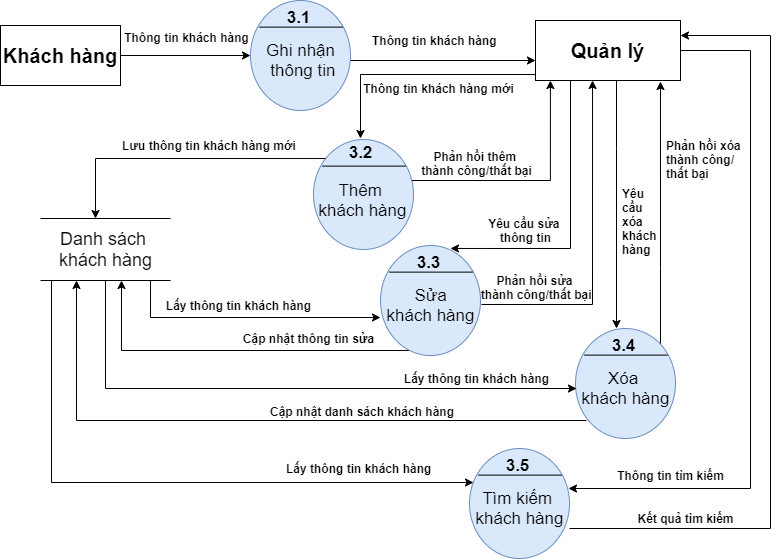 Khách hàng
Thông tin khách hàng
3.1
Ghi nhận
thông tin
Thông tin khách hàng
Quản lý
Thông tin khách hàng mới
Lưu thông tin khách hàng mới
3.2
Thêm
khách hàng
Phản hồi thêm
thành công/thất bại
Phản hồi xóa
thành công/
thất bại
Yêu
cầu
xóa
khách
hàng
Yêu cầu sửa
thông tin
Danh sách
khách hàng
3.3
Sửa
khách hàng
Phản hồi sửa
thành công/thất bại
Lấy thông tin khách hàng
Cập nhật thông tin sửa
3.4
Xóa
khách hàng
Lấy thông tin khách hàng
Cập nhật danh sách khách hàng
3.5
Tìm kiếm
khách hàng
Lấy thông tin khách hàng
Thông tin tìm kiếm
Kết quả tìm kiếm